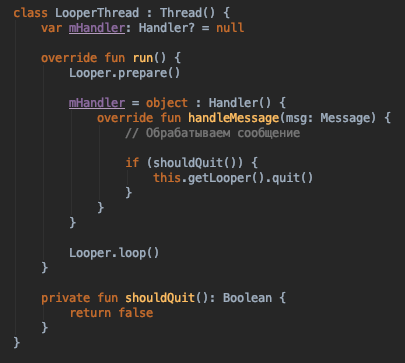 class LooperThread : Thread() {
    var mHandler: Handler? = null

    override fun run() {
        Looper.prepare()

        mHandler = object : Handler() {
            override fun handleMessage(msg: Message) {
                // Обрабатываем сообщение

                if (shouldQuit()) {
                    this.getLooper().quit()
                }
            }
        }

        Looper.loop()
    }

    private fun shouldQuit(): Boolean {
        return false
    }
}